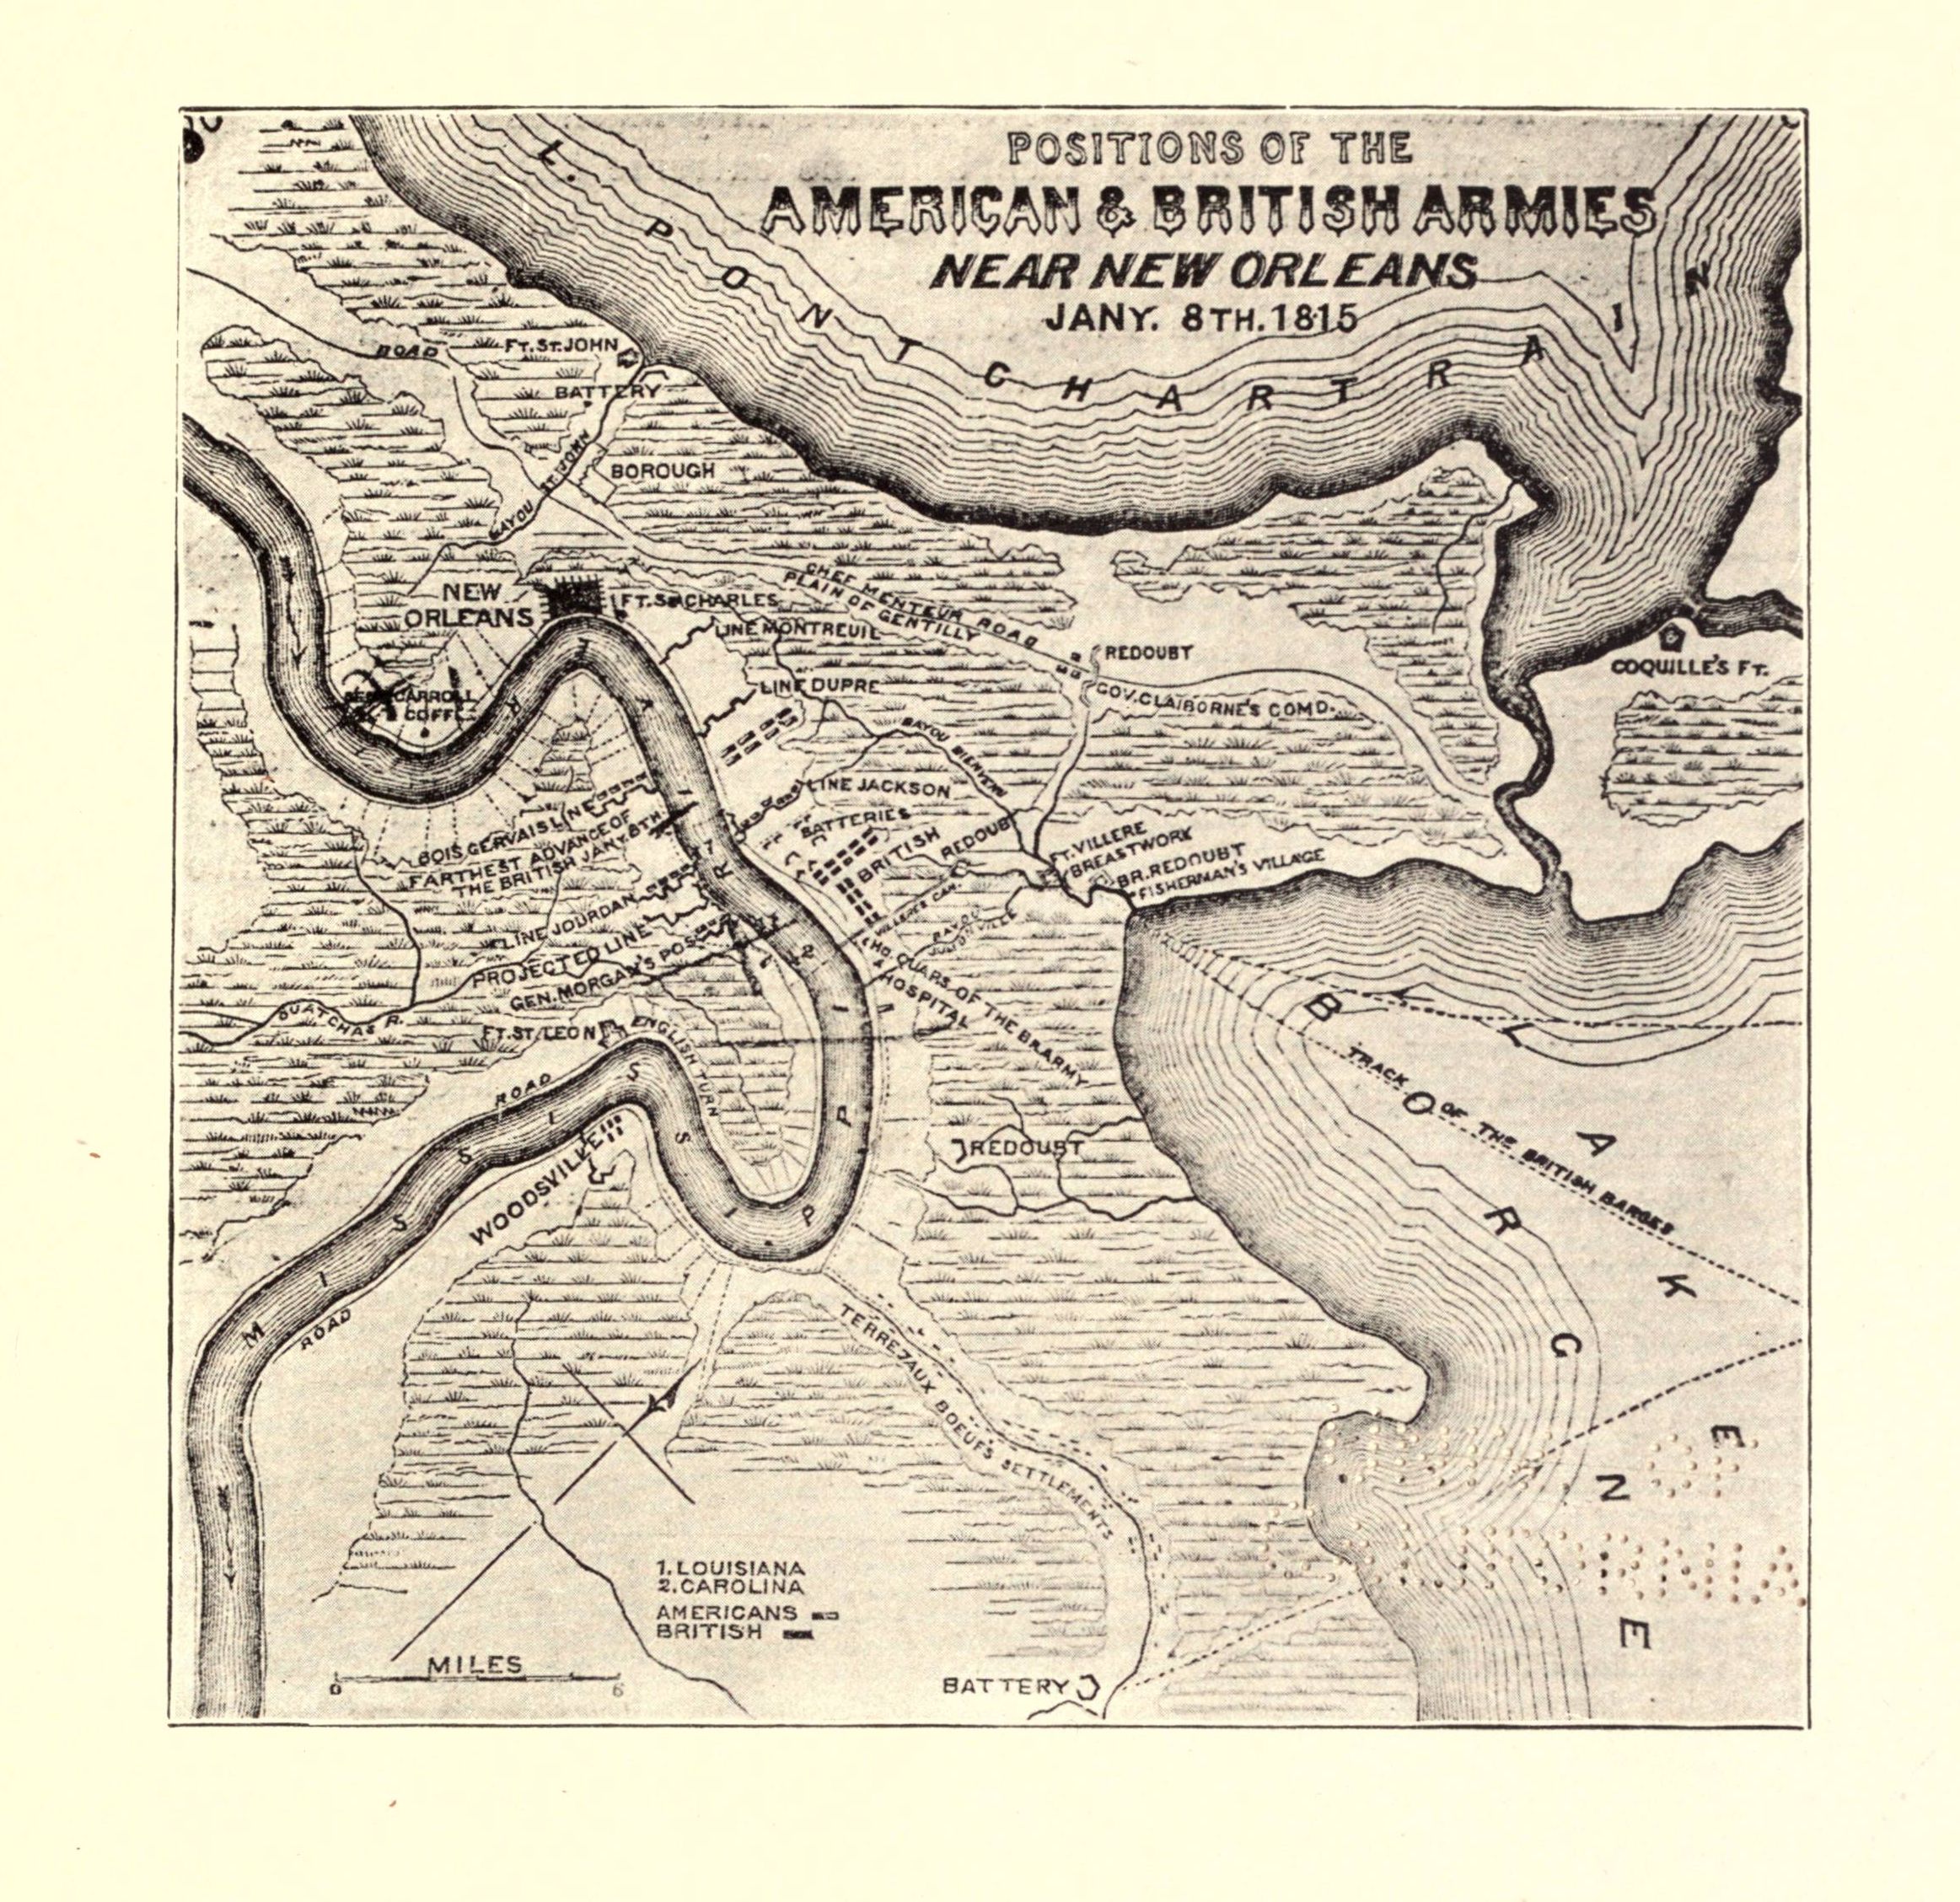 POSITIONS OF THE
AMERICAN & BRITISH ARMIES
NEAR NEW ORLEANS
JANY. 8TH. 1815
L. PONTCHARTRAIN
ROAD
FT. ST. JOHN
BATTERY
BAYOU ST. JOHN
BOROUGH
NEW
ORLEANS
FT. ST. CHARLES
CHEF MENTEUR ROAD
PLAIN OF GENTILLY
LINE MONTREUIL
REDOUBT
COQUILLE'S FT.
LINE DUPRE
GOV. CLAIBORNE'S COMD.
CARROLL
COFFE
BAYOU BIENVENU
LINE JACKSON
BATTERIES
BRITISH
REDOUBT
BOIS GERVAIS LINE
FARTHEST ADVANCE OF
THE BRITISH JANY. 8TH
FT. VILLERE
BREASTWORK
BR. REDOUBT
FISHERMAN'S VILLAGE
VILLERE'S CAN.
BAYOU
LINE JOURDAN
PROJECTED LINE
GEN. MORGAN'S POS.
HD. QUARS. OF THE BR. ARMY
& HOSPITAL
OUATCHAS R.
FT. ST. LEON
ENGLISH TURN
ROAD
WOODSVILLE
REDOUBT
MISSISSIPPI RIVER
ROAD
L. BORGNE
LAKE
TRACK OF THE BRITISH BARGES
TERREZAUX BOEUFS SETTLEMENTS
1. LOUISIANA
2. CAROLINA
AMERICANS
BRITISH
MILES
0 6
BATTERY
OF